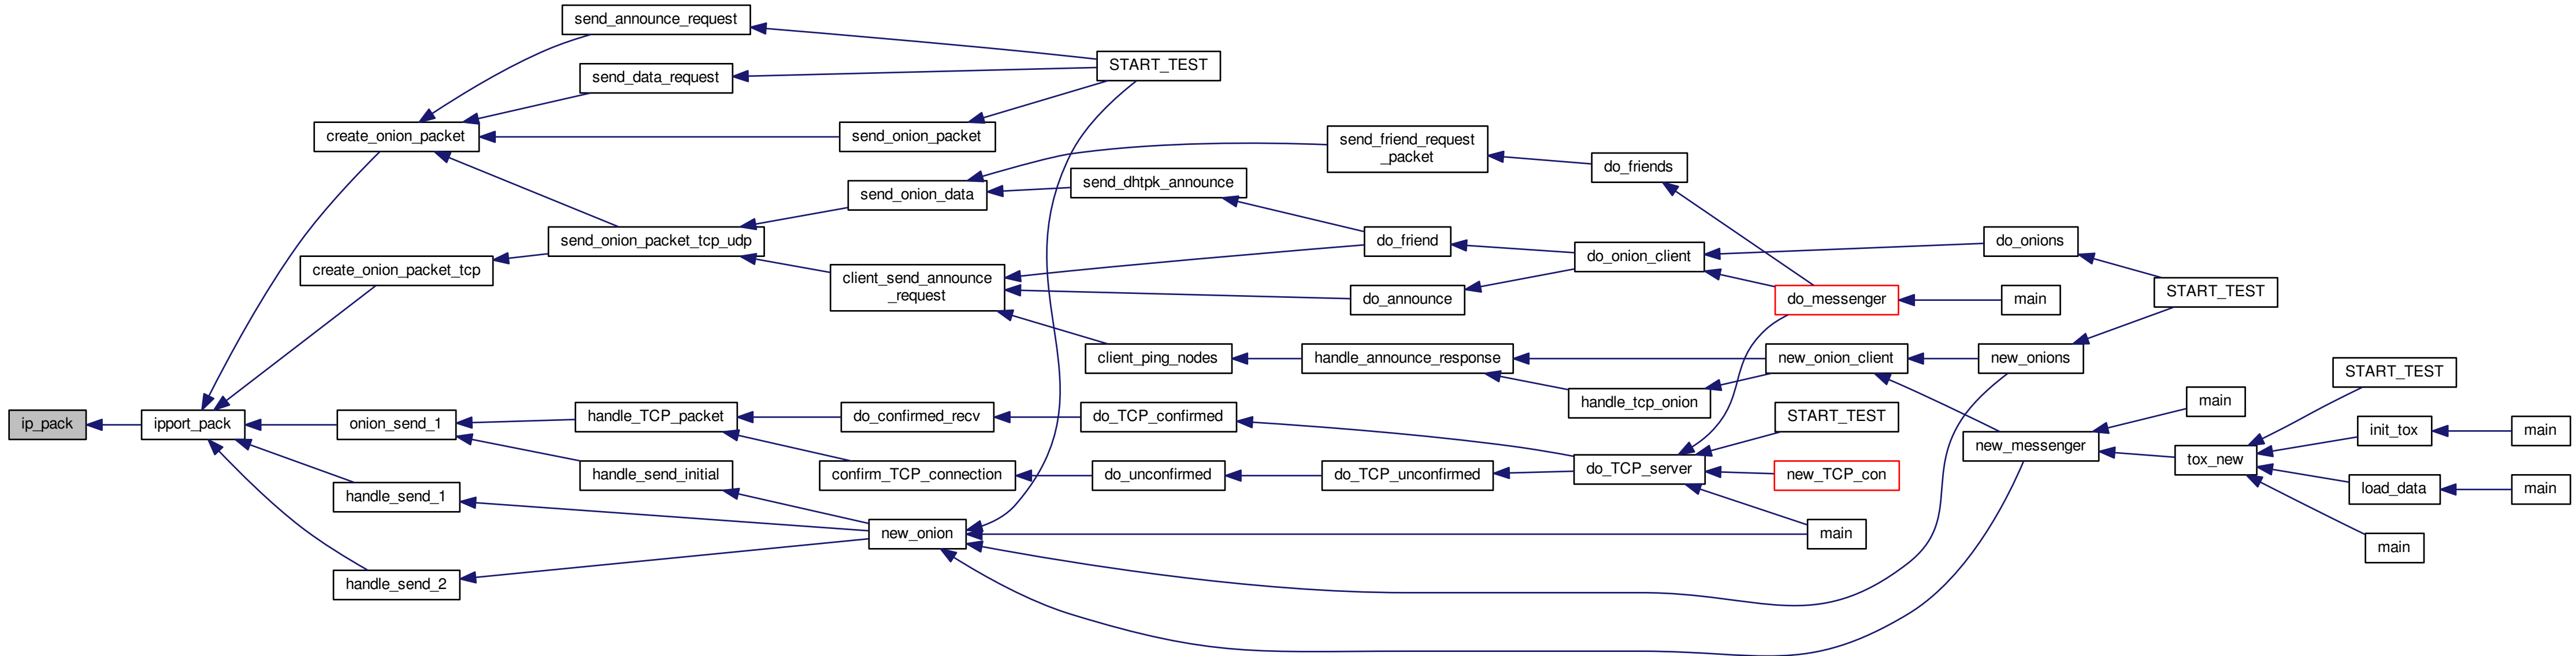 ip_pack
ipport_pack
create_onion_packet
create_onion_packet_tcp
onion_send_1
handle_send_1
handle_send_2
send_announce_request
send_data_request
send_onion_packet_tcp_udp
handle_TCP_packet
handle_send_initial
send_onion_packet
send_onion_data
client_send_announce
_request
do_confirmed_recv
confirm_TCP_connection
new_onion
START_TEST
send_dhtpk_announce
client_ping_nodes
do_TCP_confirmed
do_unconfirmed
send_friend_request
_packet
do_friend
do_announce
handle_announce_response
do_TCP_unconfirmed
do_friends
do_onion_client
handle_tcp_onion
do_TCP_server
do_messenger
new_onion_client
START_TEST
new_TCP_con
main
do_onions
main
new_onions
new_messenger
START_TEST
main
tox_new
START_TEST
init_tox
load_data
main
main
main